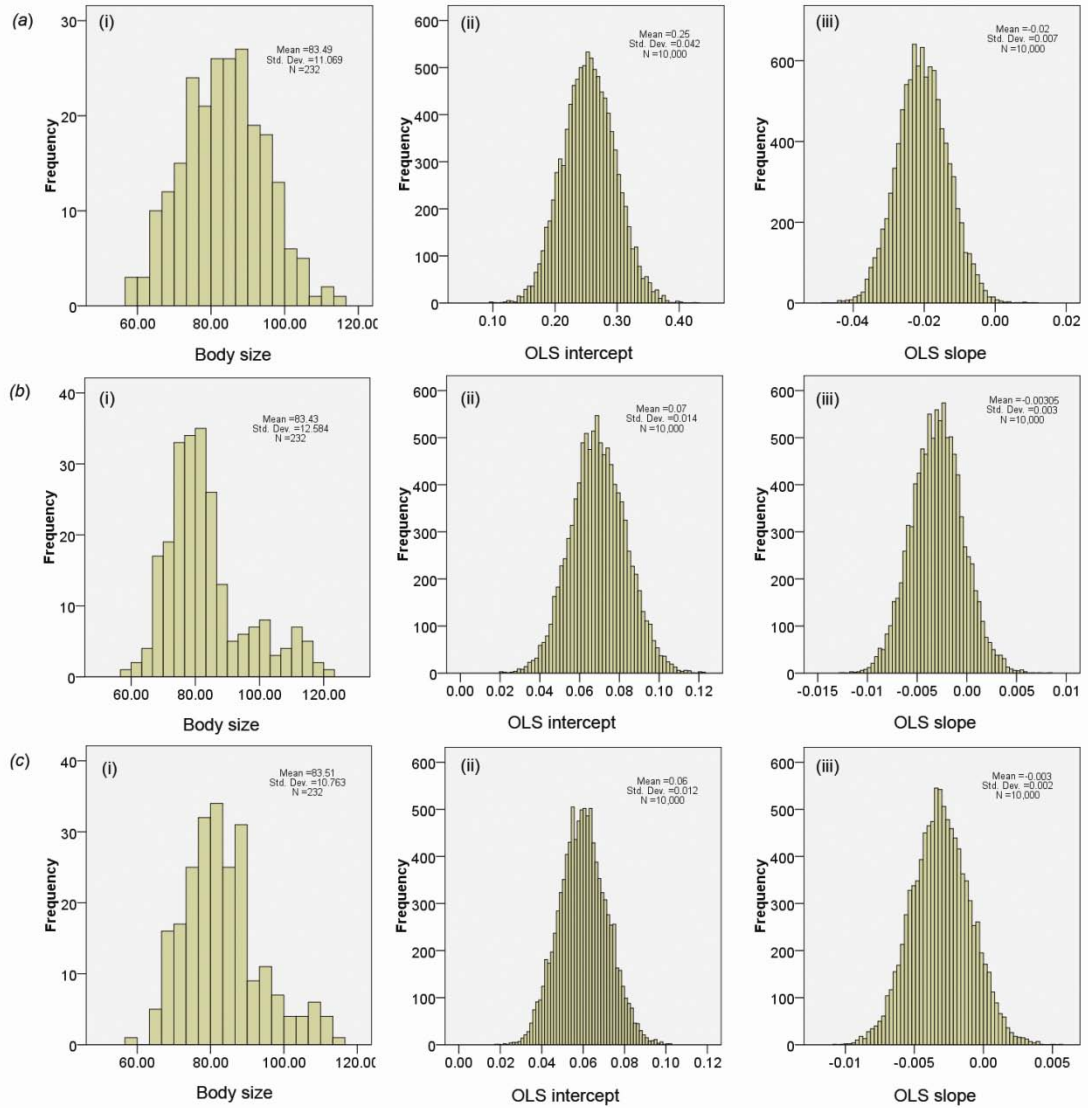 (a)
(i)
Mean =83.49
Std. Dev. =11.069
N =232
Frequency
30
20
10
0
60.00 80.00 100.00 120.00
Body size
(ii)
Mean =0.25
Std. Dev. =0.042
N =10,000
Frequency
600
500
400
300
200
100
0
0.10 0.20 0.30 0.40
OLS intercept
(iii)
Mean =-0.02
Std. Dev. =0.007
N =10,000
Frequency
600
400
200
0
-0.04 -0.02 0.00 0.02
OLS slope
(b)
(i)
Mean =83.43
Std. Dev. =12.584
N =232
Frequency
40
30
20
10
0
60.00 80.00 100.00 120.00
Body size
(ii)
Mean =0.07
Std. Dev. =0.014
N =10,000
Frequency
600
500
400
300
200
100
0
0.00 0.02 0.04 0.06 0.08 0.10 0.12
OLS intercept
(iii)
Mean =-0.00305
Std. Dev. =0.003
N =10,000
Frequency
600
500
400
300
200
100
0
-0.015 -0.01 -0.005 0.00 0.005 0.01
OLS slope
(c)
(i)
Mean =83.51
Std. Dev. =10.763
N =232
Frequency
40
30
20
10
0
60.00 80.00 100.00 120.00
Body size
(ii)
Mean =0.06
Std. Dev. =0.012
N =10,000
Frequency
600
500
400
300
200
100
0
0.00 0.02 0.04 0.06 0.08 0.10 0.12
OLS intercept
(iii)
Mean =-0.003
Std. Dev. =0.002
N =10,000
Frequency
600
500
400
300
200
100
0
-0.01 -0.005 0.00 0.005
OLS slope